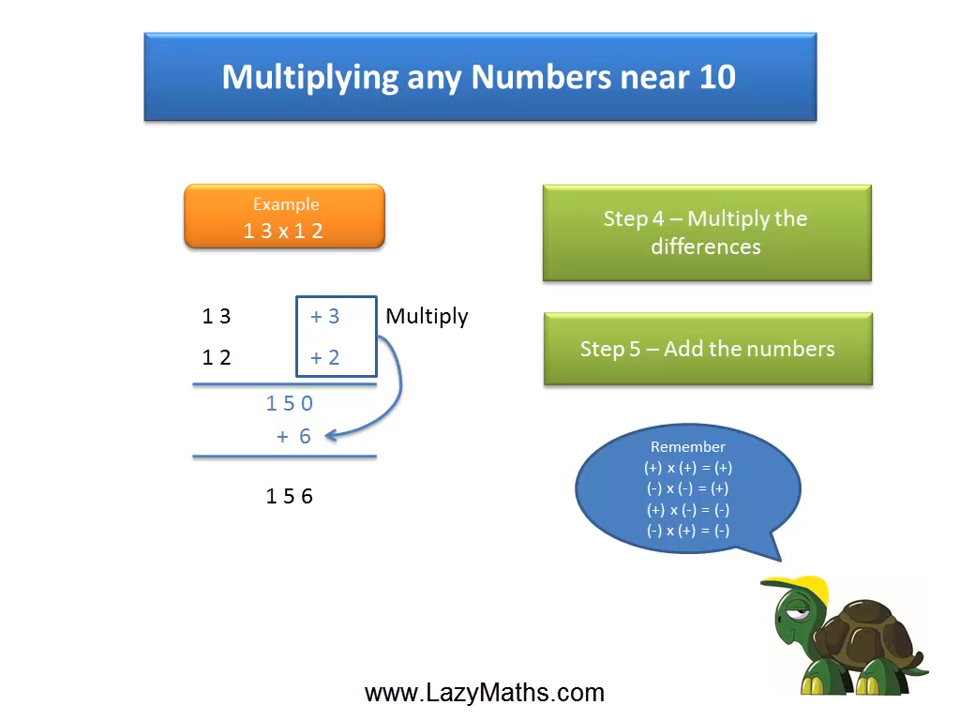 Multiplying any Numbers near 10
Example
1 3 x 1 2
Step 4 – Multiply the
differences
1 3 + 3 Multiply
1 2 + 2
Step 5 – Add the numbers
1 5 0
+ 6
1 5 6
Remember
(+) x (+) = (+)
(-) x (-) = (+)
(+) x (-) = (-)
(-) x (+) = (-)
www.LazyMaths.com